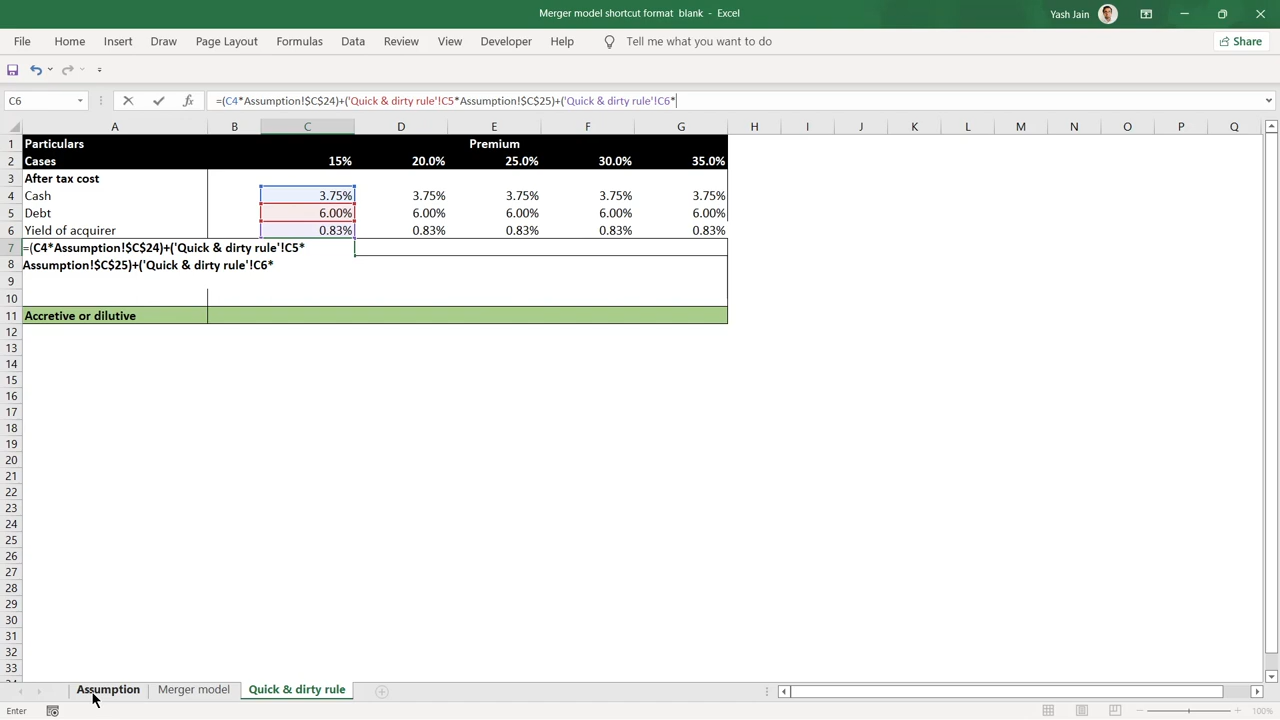 Merger model shortcut format  blank  -  Excel
Yash Jain
File Home Insert Draw Page Layout Formulas Data Review View Developer Help Tell me what you want to do Share
C6 fx =(C4*Assumption!$C$24)+('Quick & dirty rule'!C5*Assumption!$C$25)+('Quick & dirty rule'!C6*
A B C D E F G H I J K L M N O P Q
1 Particulars Premium
2 Cases 15% 20.0% 25.0% 30.0% 35.0%
3 After tax cost
4 Cash 3.75% 3.75% 3.75% 3.75% 3.75%
5 Debt 6.00% 6.00% 6.00% 6.00% 6.00%
6 Yield of acquirer 0.83% 0.83% 0.83% 0.83% 0.83%
7 =(C4*Assumption!$C$24)+('Quick & dirty rule'!C5*
8 Assumption!$C$25)+('Quick & dirty rule'!C6*
9
10
11 Accretive or dilutive
12
13
14
15
16
17
18
19
20
21
22
23
24
25
26
27
28
29
30
31
32
33
Assumption Merger model Quick & dirty rule
Enter 100%